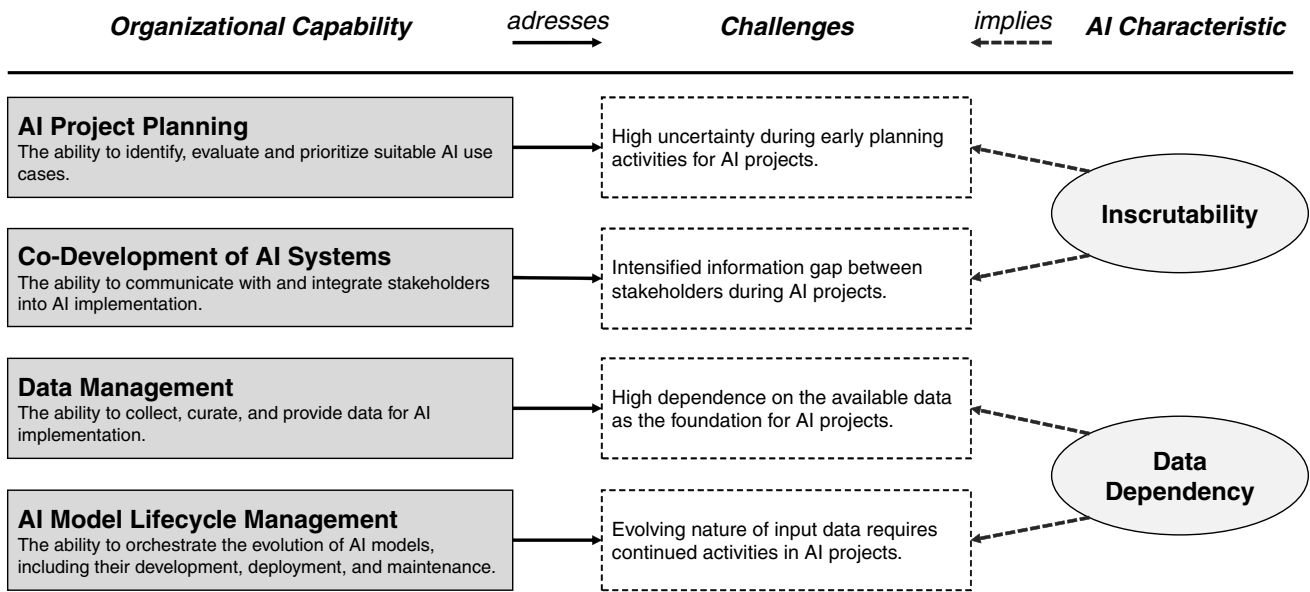 Organizational Capability
adresses
Challenges
implies
AI Characteristic
AI Project Planning
The ability to identify, evaluate and prioritize suitable AI use
cases.
High uncertainty during early planning
activities for AI projects.
Inscrutability
Co-Development of AI Systems
The ability to communicate with and integrate stakeholders
into AI implementation.
Intensified information gap between
stakeholders during AI projects.
Data Management
The ability to collect, curate, and provide data for AI
implementation.
High dependence on the available data
as the foundation for AI projects.
Data
Dependency
AI Model Lifecycle Management
The ability to orchestrate the evolution of AI models,
including their development, deployment, and maintenance.
Evolving nature of input data requires
continued activities in AI projects.